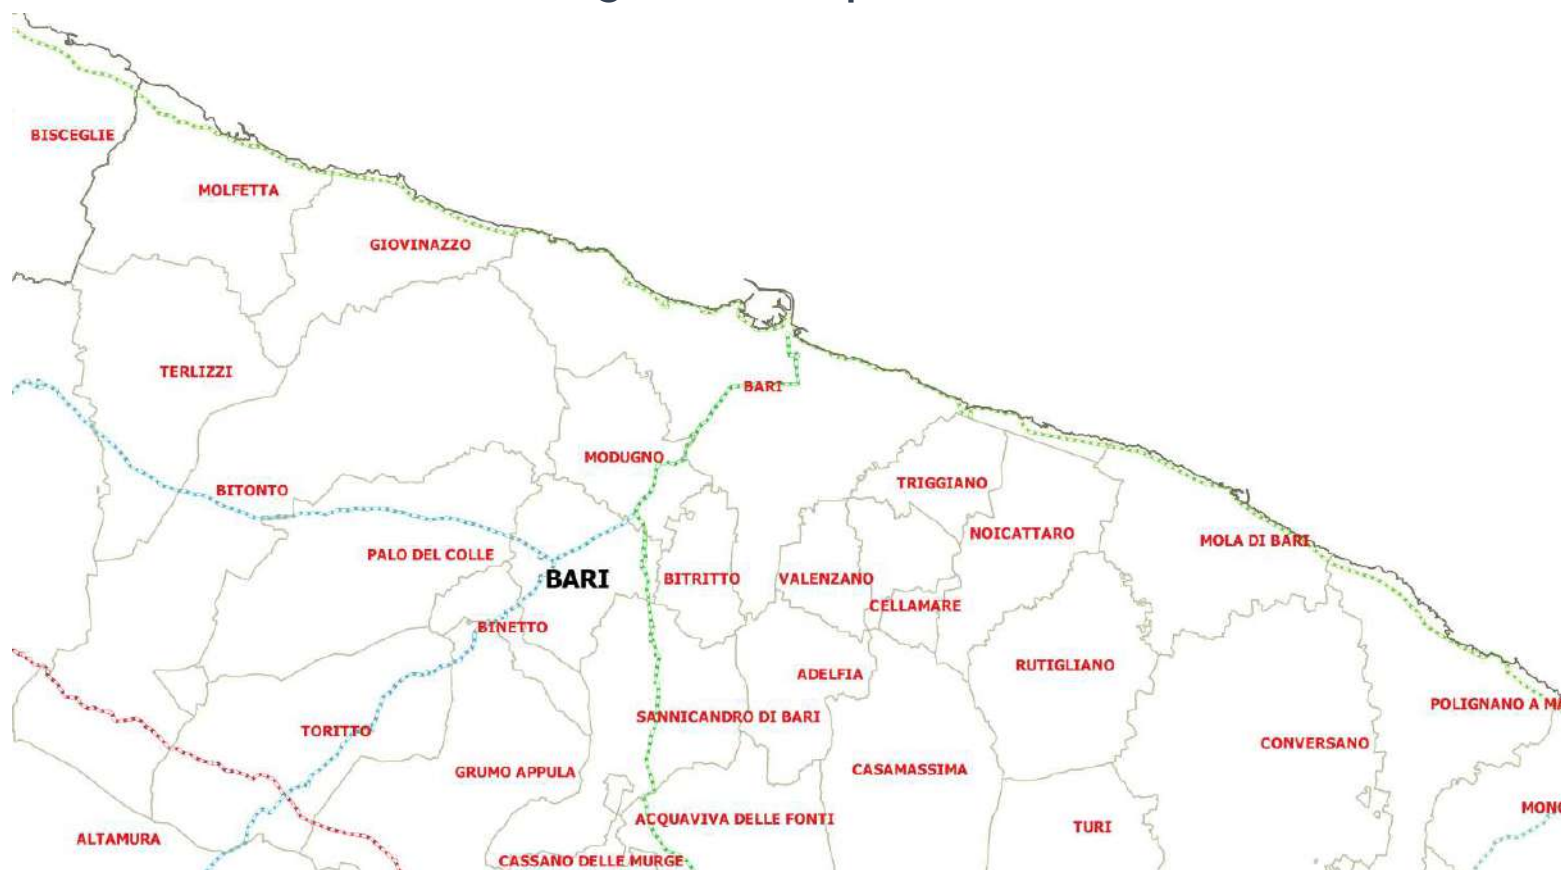 BISCEGLIE
MOLFETTA
GIOVINAZZO
TERLIZZI
BARI
MODUGNO
BITONTO
TRIGGIANO
NOICATTARO
MOLA DI BARI
PALO DEL COLLE
BARI
BITRITTO
VALENZANO
CELLAMARE
BINETTO
RUTIGLIANO
ADELFIA
POLIGNANO A MA
SANNICANDRO DI BARI
TORITTO
CONVERSANO
GRUMO APPULA
CASAMASSIMA
MONO
ACQUAVIVA DELLE FONTI
TURI
ALTAMURA
CASSANO DELLE MURGE